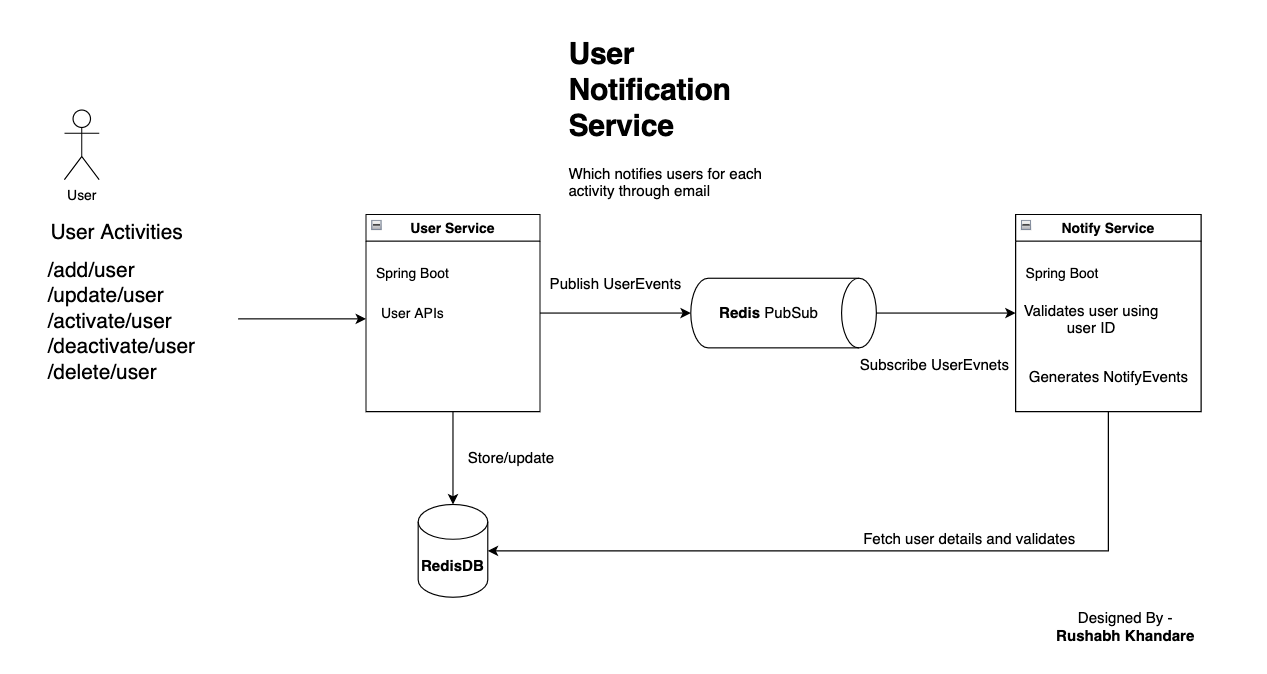 User
Notification
Service
Which notifies users for each
activity through email
User
User Activities
/add/user
/update/user
/activate/user
/deactivate/user
/delete/user
User Service
Spring Boot
User APIs
Publish UserEvents
Redis PubSub
Subscribe UserEvnets
Notify Service
Spring Boot
Validates user using
user ID
Generates NotifyEvents
Store/update
RedisDB
Fetch user details and validates
Designed By -
Rushabh Khandare